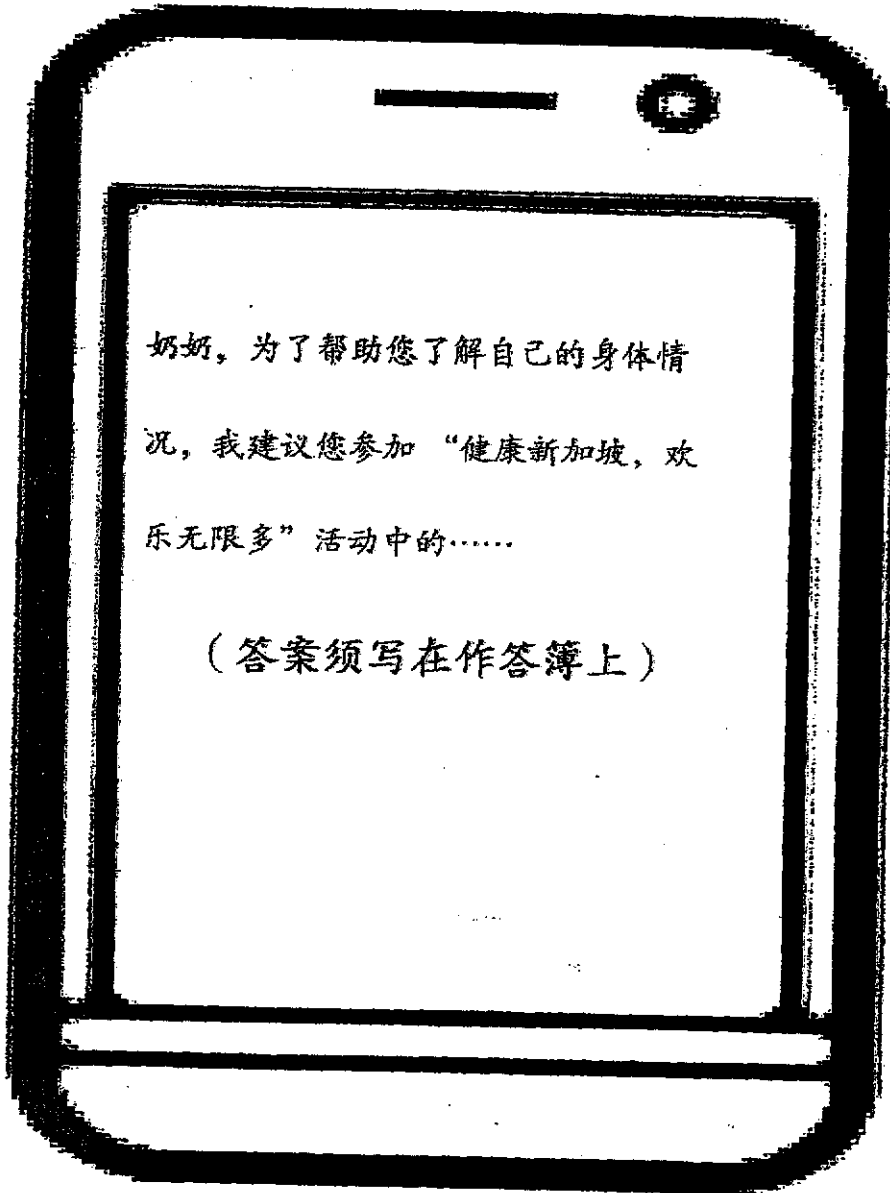 奶奶，为了帮助您了解自己的身体情
况，我建议您参加 “健康新加坡，欢
乐无限多”活动中的……
（答案须写在作答簿上）